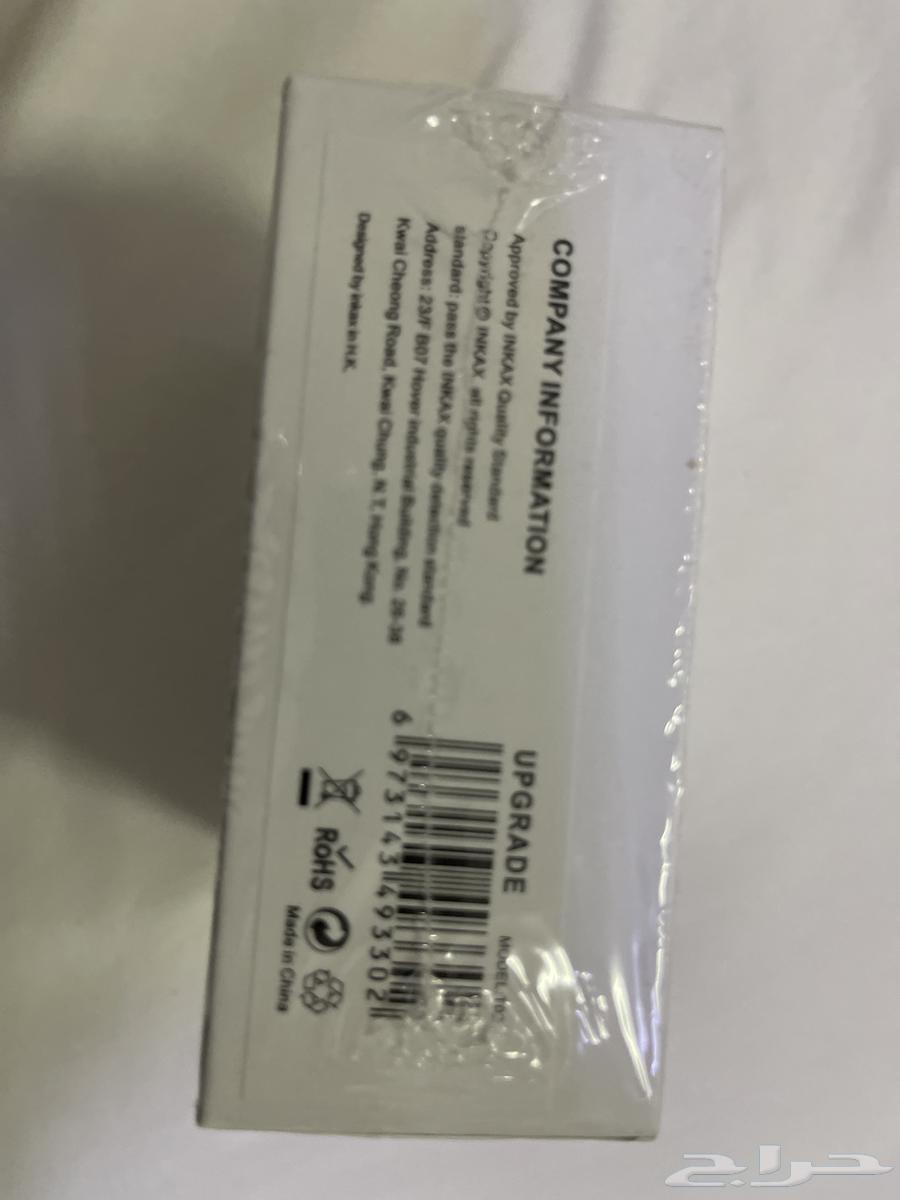 COMPANY INFORMATION
Approved by INKAX Quality Standard
Copyright © INKAX, all rights reserved
standard: pass the INKAX quality detection standard
Address: 23/F B07 Hover industrial Building, No. 26-38
Kwai Cheong Road, Kwai Chung, N.T, Hong Kong.
Designed by inkax in H.K.
UPGRADE
MODEL
6 973143 493302
RoHS
Made in China
حراج